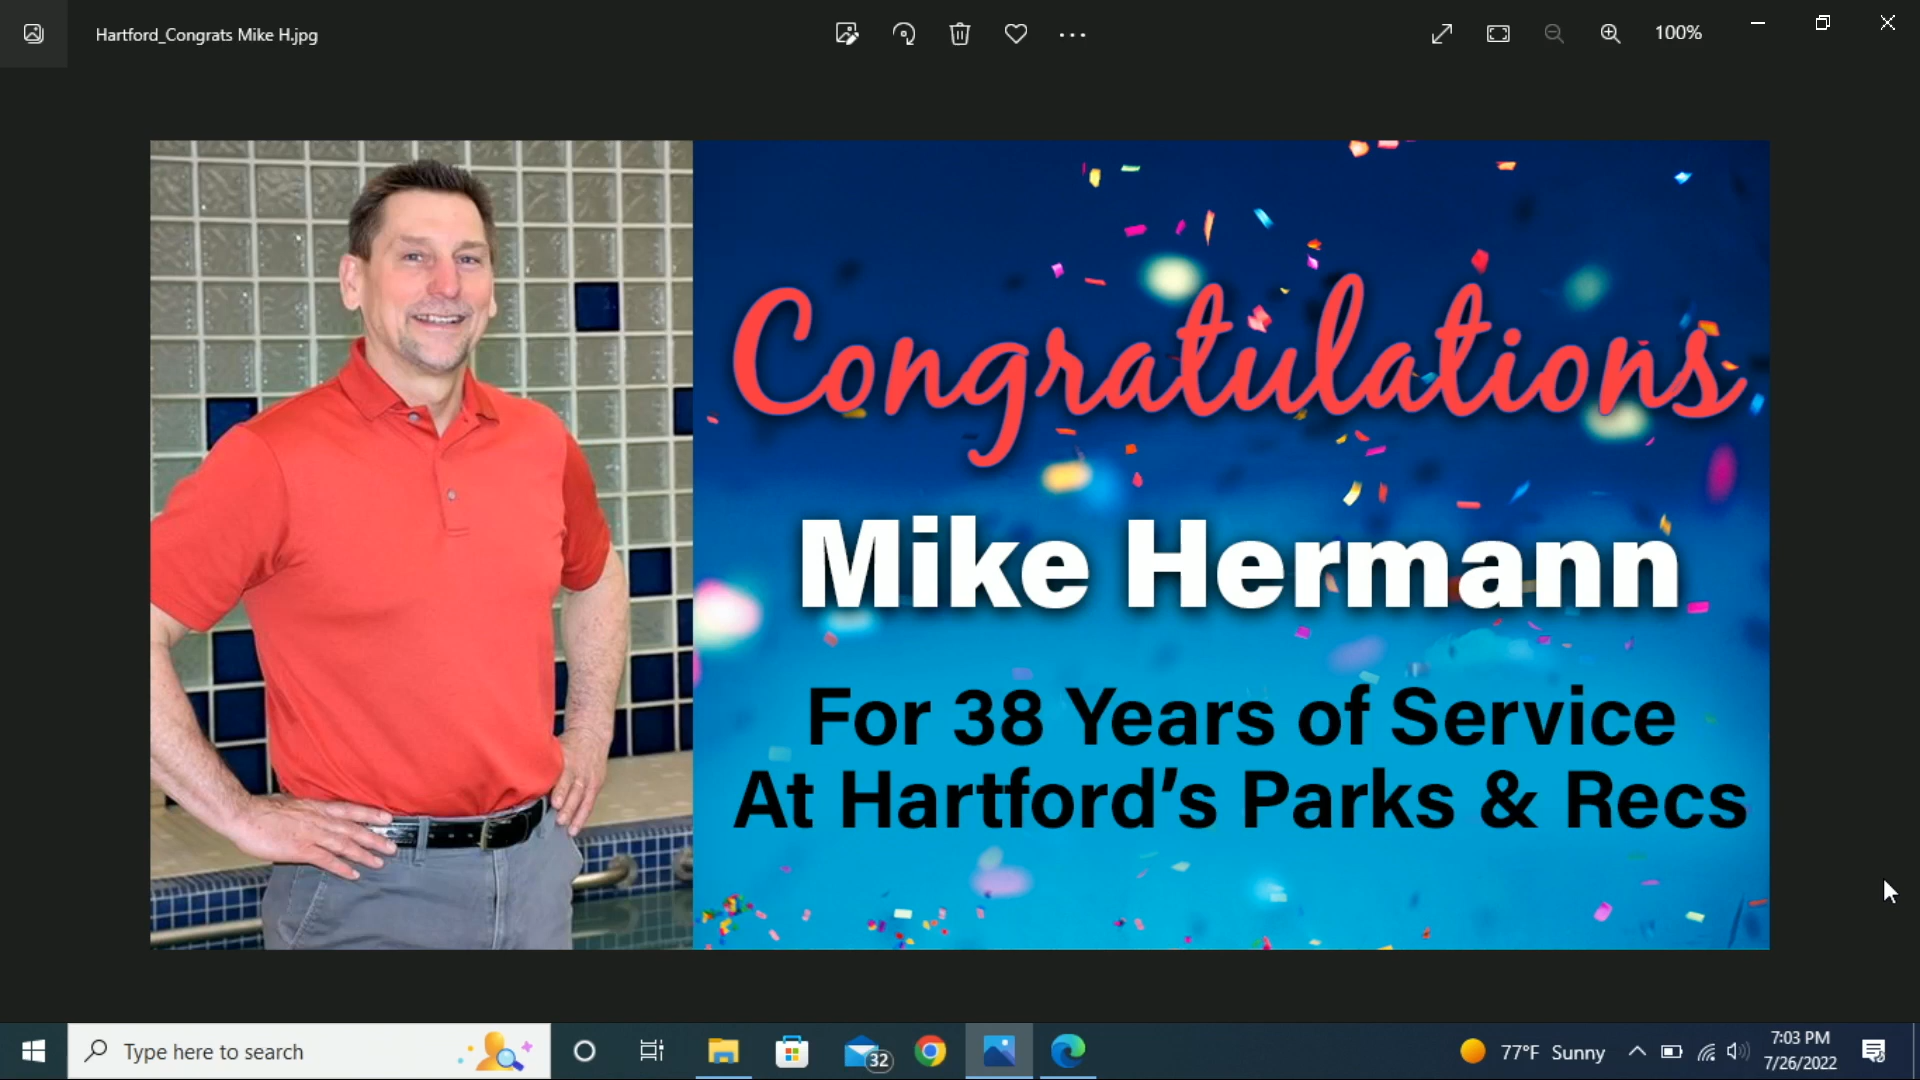 Hartford_Congrats Mike H.jpg
100%
Congratulations
Mike Hermann
For 38 Years of Service
At Hartford's Parks & Recs
Type here to search
32
77°F Sunny
7:03 PM
7/26/2022